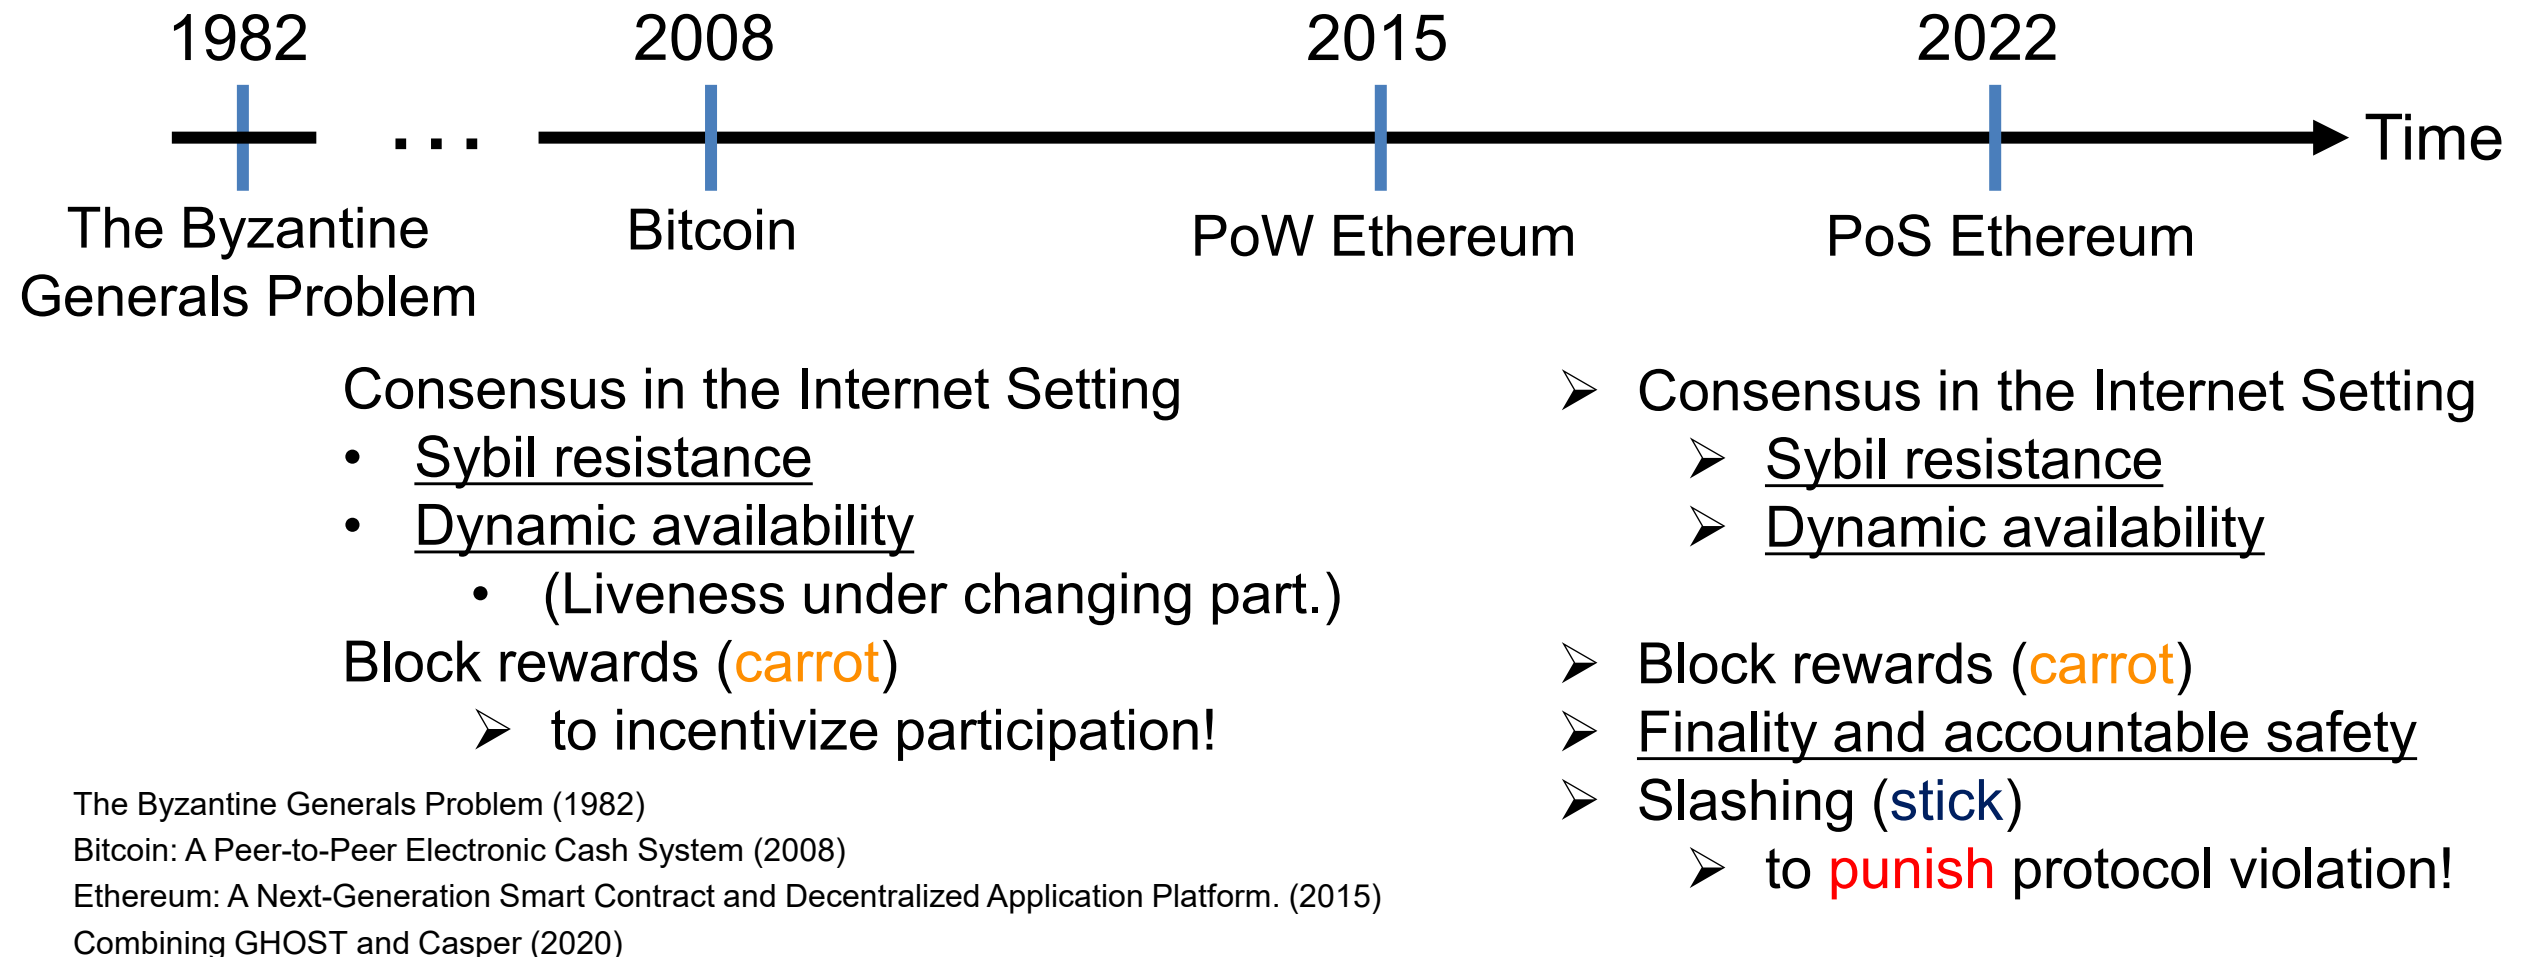 1982
2008
2015
2022
...
Time
The Byzantine
Generals Problem
Bitcoin
PoW Ethereum
PoS Ethereum
Consensus in the Internet Setting
• Sybil resistance
• Dynamic availability
• (Liveness under changing part.)
Block rewards (carrot)
➢ to incentivize participation!
➢ Consensus in the Internet Setting
➢ Sybil resistance
➢ Dynamic availability
➢ Block rewards (carrot)
➢ Finality and accountable safety
➢ Slashing (stick)
➢ to punish protocol violation!
The Byzantine Generals Problem (1982)
Bitcoin: A Peer-to-Peer Electronic Cash System (2008)
Ethereum: A Next-Generation Smart Contract and Decentralized Application Platform. (2015)
Combining GHOST and Casper (2020)